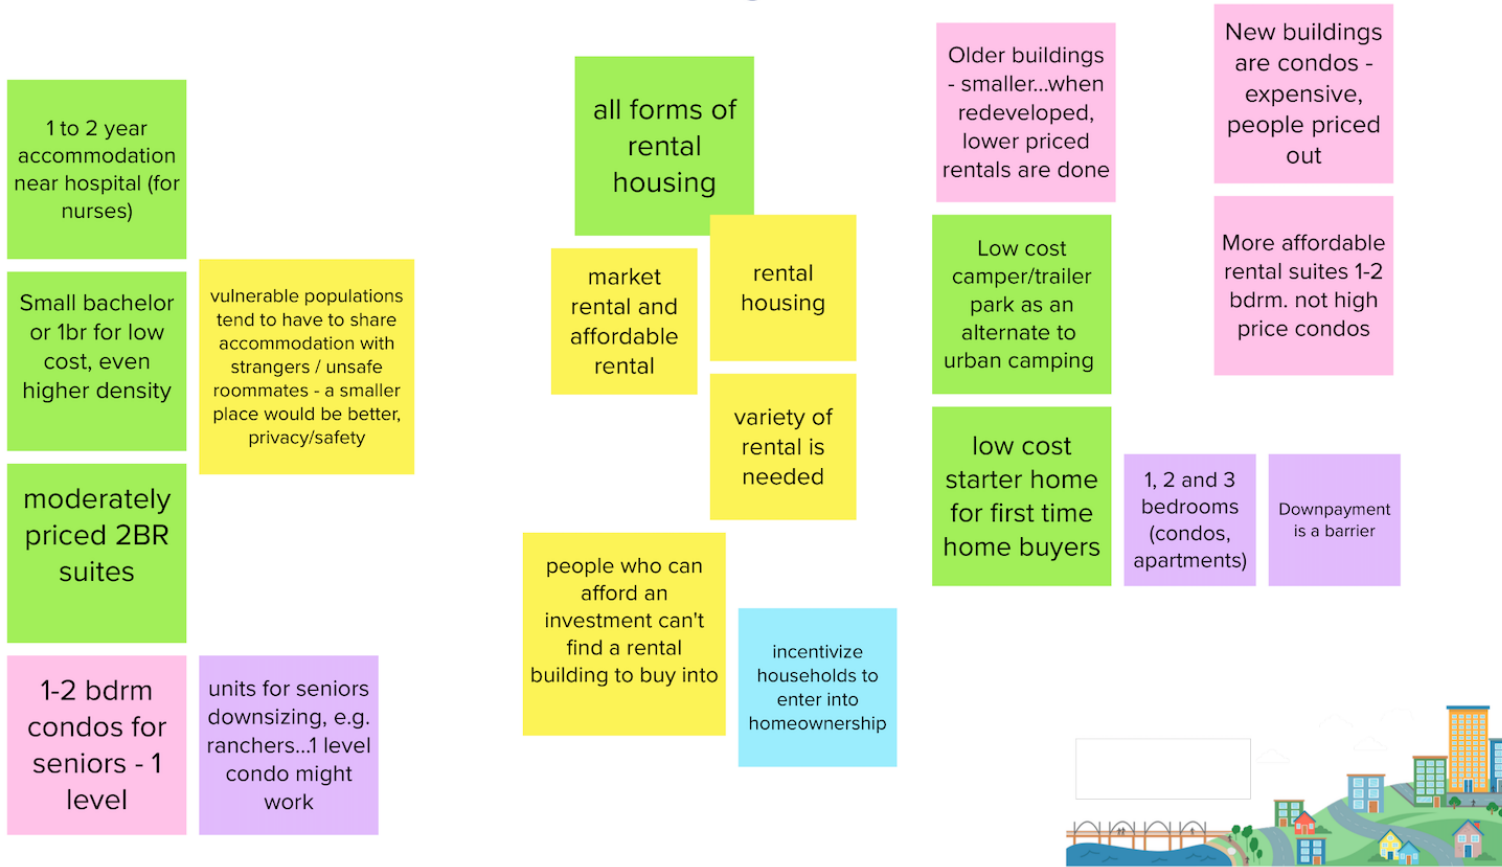 1 to 2 year
accommodation
near hospital (for
nurses)
Small bachelor
or 1br for low
cost, even
higher density
vulnerable populations
tend to have to share
accommodation with
strangers / unsafe
roommates - a smaller
place would be better,
privacy/safety
moderately
priced 2BR
suites
1-2 bdrm
condos for
seniors - 1
level
units for seniors
downsizing, e.g.
ranchers...1 level
condo might
work
all forms of
rental
housing
market
rental and
affordable
rental
rental
housing
variety of
rental is
needed
people who can
afford an
investment can't
find a rental
building to buy into
incentivize
households to
enter into
homeownership
Older buildings
- smaller...when
redeveloped,
lower priced
rentals are done
Low cost
camper/trailer
park as an
alternate to
urban camping
low cost
starter home
for first time
home buyers
1, 2 and 3
bedrooms
(condos,
apartments)
Downpayment
is a barrier
New buildings
are condos -
expensive,
people priced
out
More affordable
rental suites 1-2
bdrm. not high
price condos